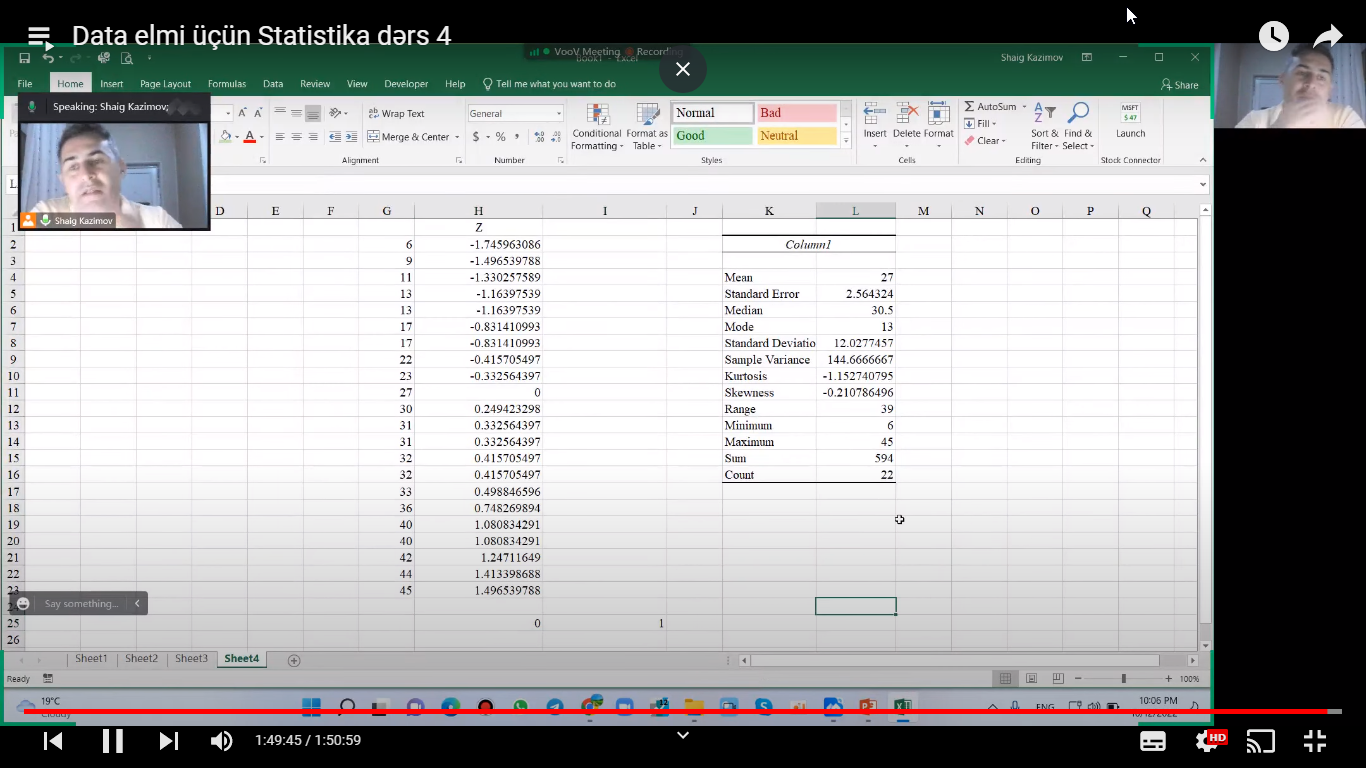 Data elmi üçün Statistika dərs 4
VooV Meeting Recording
Book1 - Excel
Shaig Kazimov
File Home Insert Page Layout Formulas Data Review View Developer Help Tell me what you want to do
Share
Speaking: Shaig Kazimov;
Wrap Text
General
Normal Bad
AutoSum
Fill
Clear
Merge & Center
$ % ,
Conditional Formatting
Format as Table
Good Neutral
Insert Delete Format
Sort & Filter
Find & Select
MSFT
$ 47
Launch
Alignment Number Styles Cells Editing Stock Connector
Shaig Kazimov
D E F G H I J K L M N O P Q
1 Z
2 6 -1.745963086 Column1
3 9 -1.496539788
4 11 -1.330257589 Mean 27
5 13 -1.16397539 Standard Error 2.564324
6 13 -1.16397539 Median 30.5
7 17 -0.831410993 Mode 13
8 17 -0.831410993 Standard Deviatio 12.0277457
9 22 -0.415705497 Sample Variance 144.6666667
10 23 -0.332564397 Kurtosis -1.152740795
11 27 0 Skewness -0.210786496
12 30 0.249423298 Range 39
13 31 0.332564397 Minimum 6
14 31 0.332564397 Maximum 45
15 32 0.415705497 Sum 594
16 32 0.415705497 Count 22
17 33 0.498846596
18 36 0.748269894
19 40 1.080834291
20 40 1.080834291
21 42 1.24711649
22 44 1.413398688
23 45 1.496539788
Say something...
25 0 1
26
Sheet1 Sheet2 Sheet3 Sheet4
Ready
100%
19°C
Cloudy
ENG
10:06 PM
1:49:45 / 1:50:59
HD